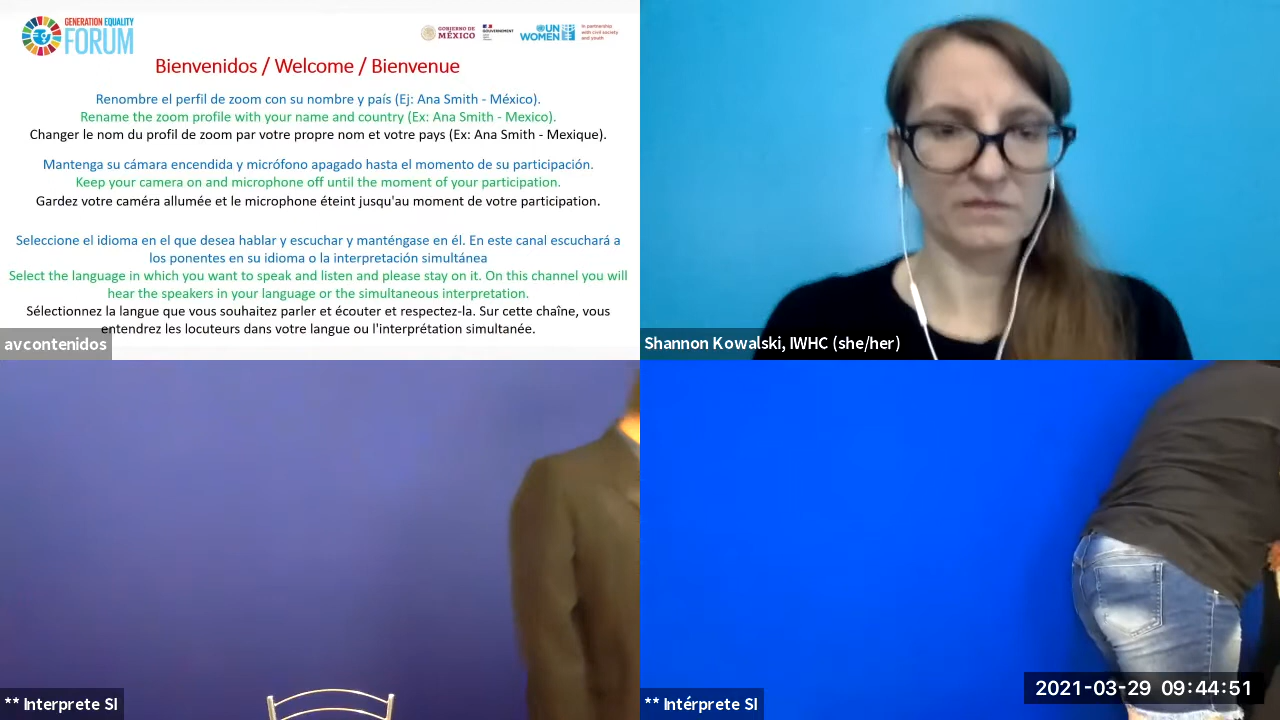 GENERATION EQUALITY
FORUM
GOBIERNO DE
MÉXICO
GOUVERNEMENT
UN
WOMEN
In partnership
with civil society
and youth
Bienvenidos / Welcome / Bienvenue
Renombre el perfil de zoom con su nombre y país (Ej: Ana Smith - México).
Rename the zoom profile with your name and country (Ex: Ana Smith - Mexico).
Changer le nom du profil de zoom par votre propre nom et votre pays (Ex: Ana Smith - Mexique).
Mantenga su cámara encendida y micrófono apagado hasta el momento de su participación.
Keep your camera on and microphone off until the moment of your participation.
Gardez votre caméra allumée et le microphone éteint jusqu'au moment de votre participation.
Seleccione el idioma en el que desea hablar y escuchar y manténgase en él. En este canal escuchará a
los ponentes en su idioma o la interpretación simultánea
Select the language in which you want to speak and listen and please stay on it. On this channel you will
hear the speakers in your language or the simultaneous interpretation.
Sélectionnez la langue que vous souhaitez parler et écouter et respectez-la. Sur cette chaîne, vous
entendrez les locuteurs dans votre langue ou l'interprétation simultanée.
avcontenidos
Shannon Kowalski, IWHC (she/her)
** Interprete SI
** Intérprete SI
2021-03-29 09:44:51